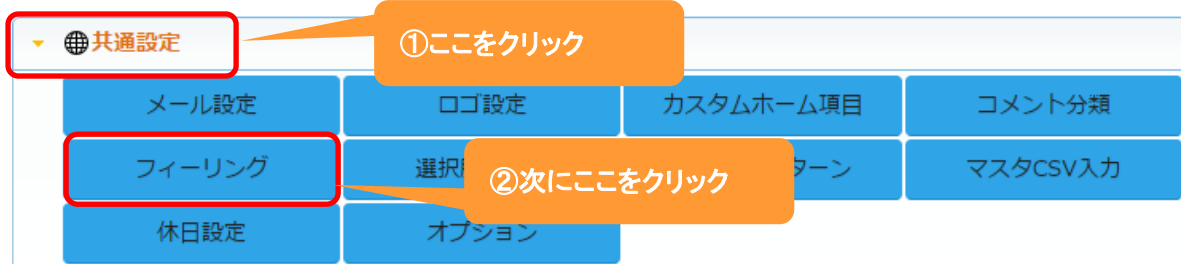 共通設定
①ここをクリック
メール設定 ロゴ設定 カスタムホーム項目 コメント分類
フィーリング 選択 ②次にここをクリック ターン マスタCSV入力
休日設定 オプション